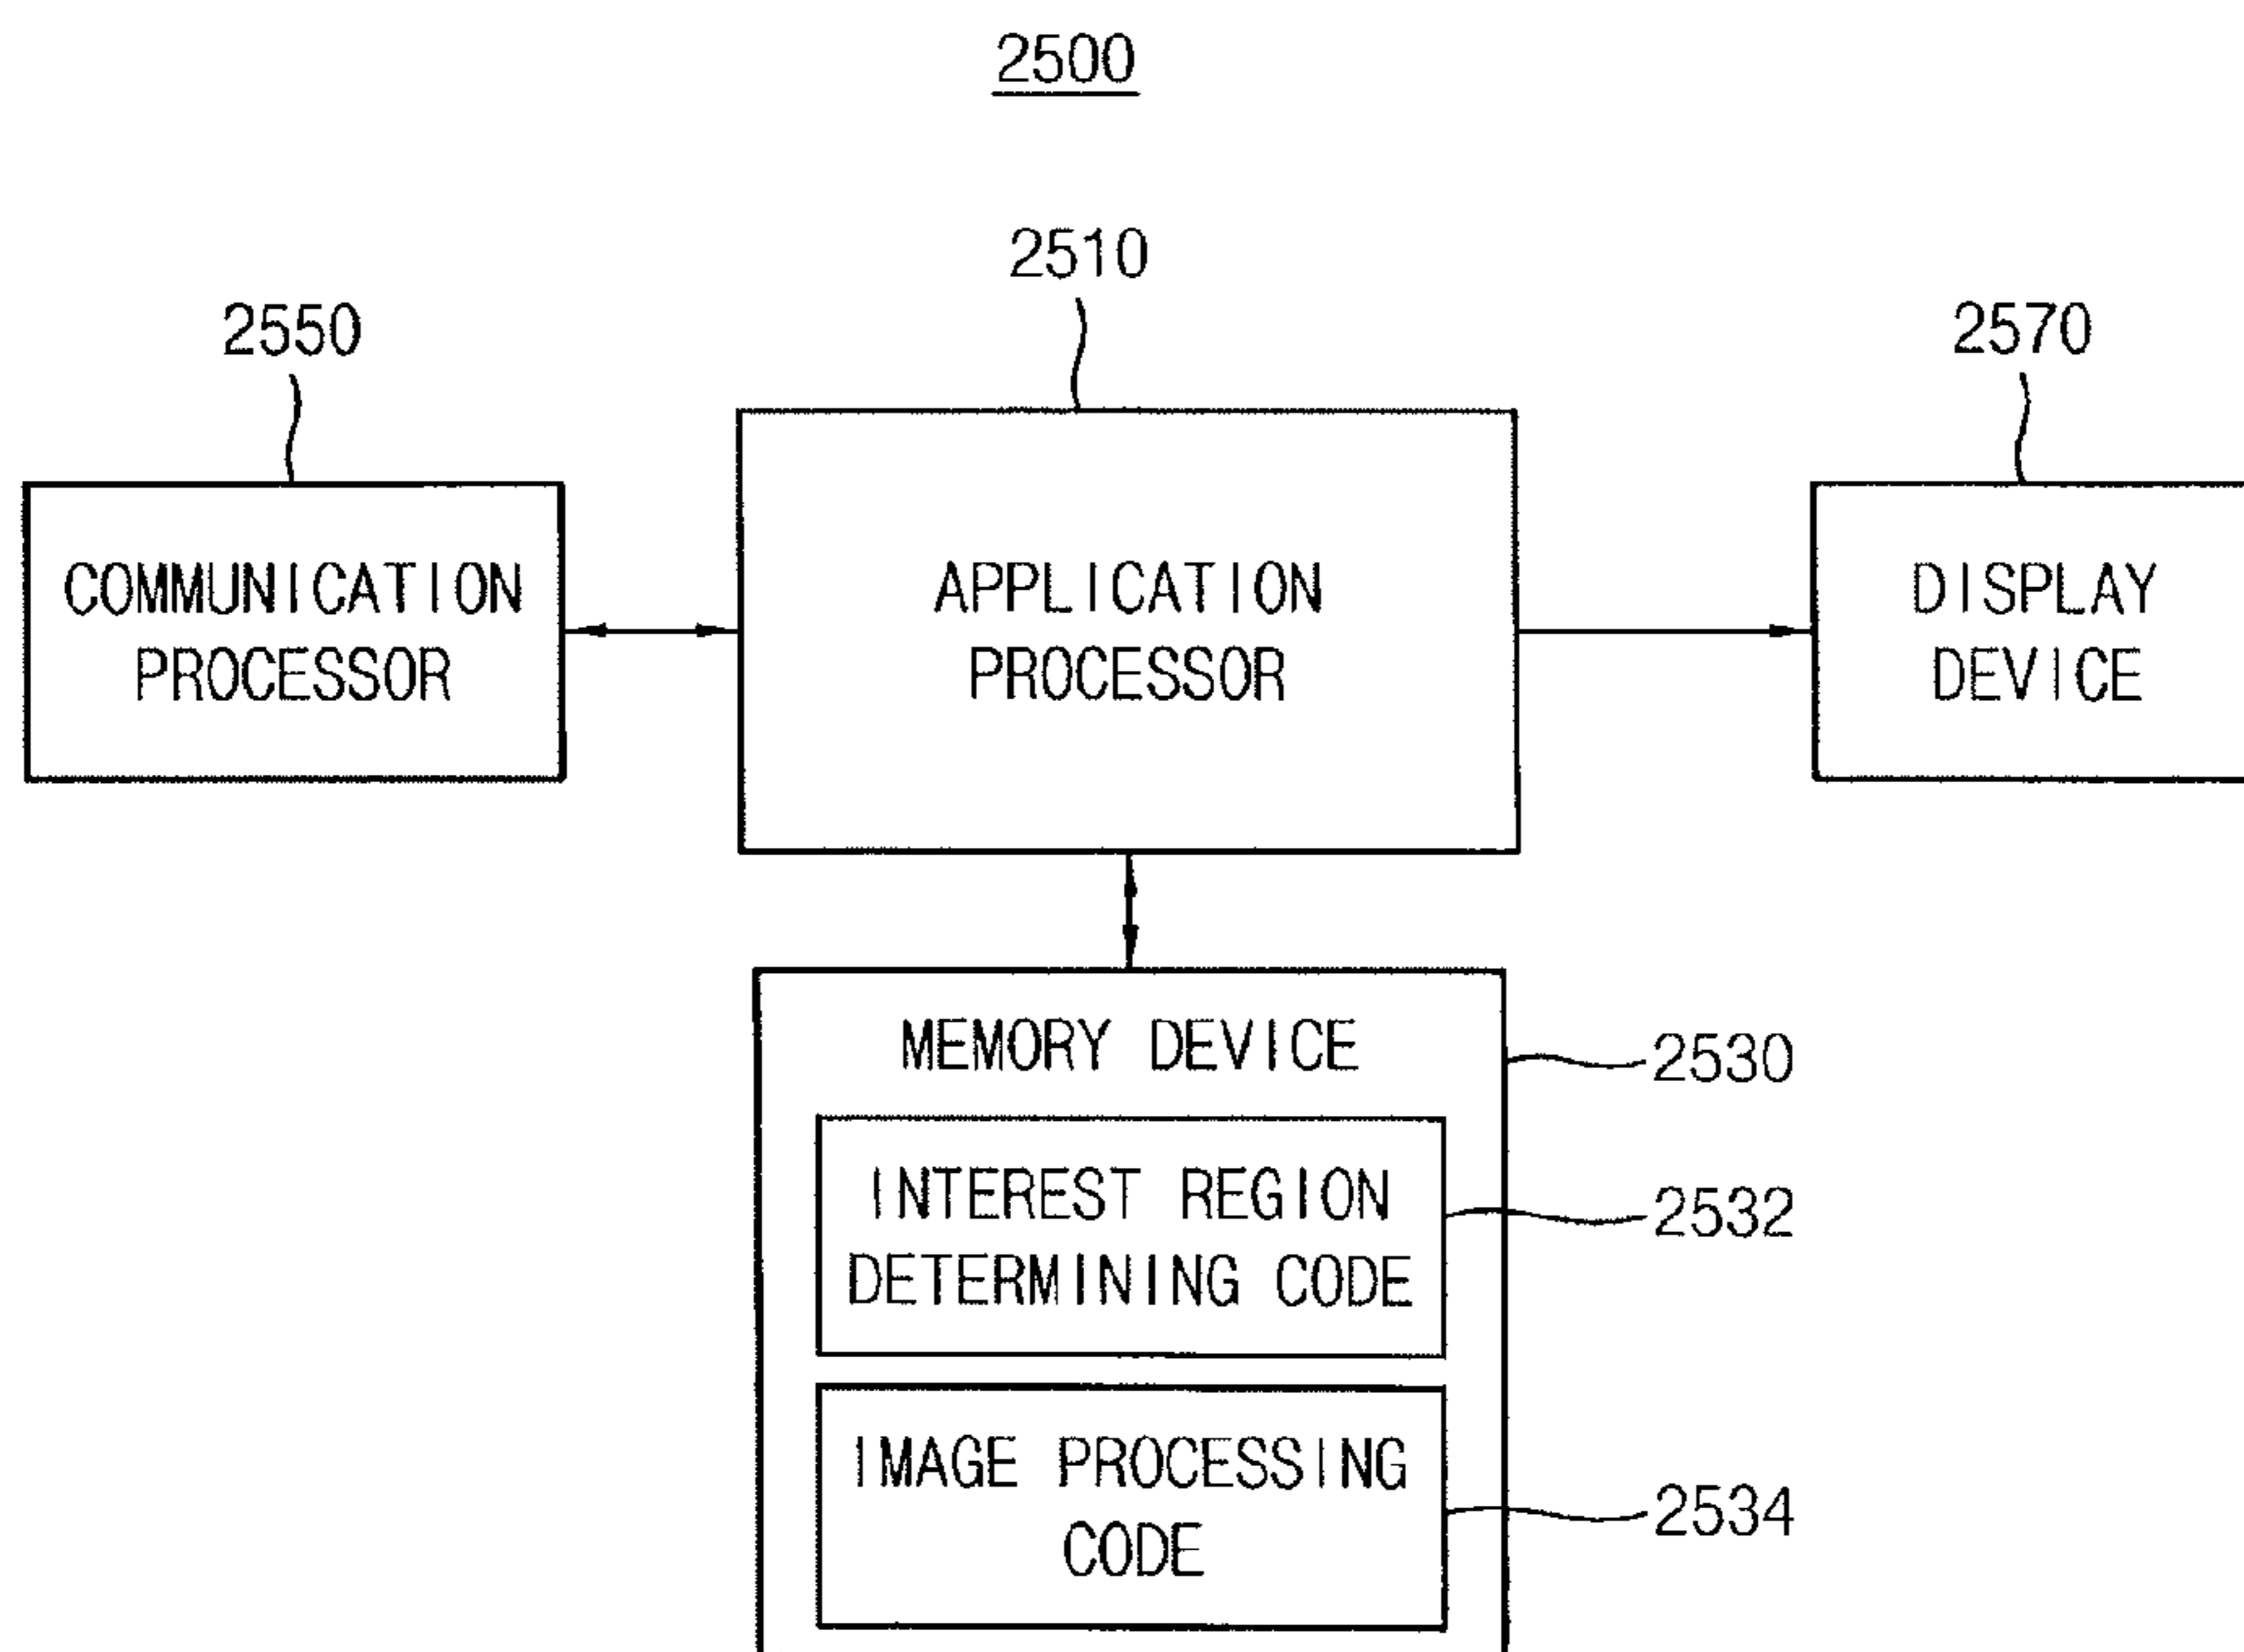 2500
2510
2550
2570
COMMUNICATION
PROCESSOR
APPLICATION
PROCESSOR
DISPLAY
DEVICE
MEMORY DEVICE
2530
INTEREST REGION
DETERMINING CODE
2532
IMAGE PROCESSING
CODE
2534